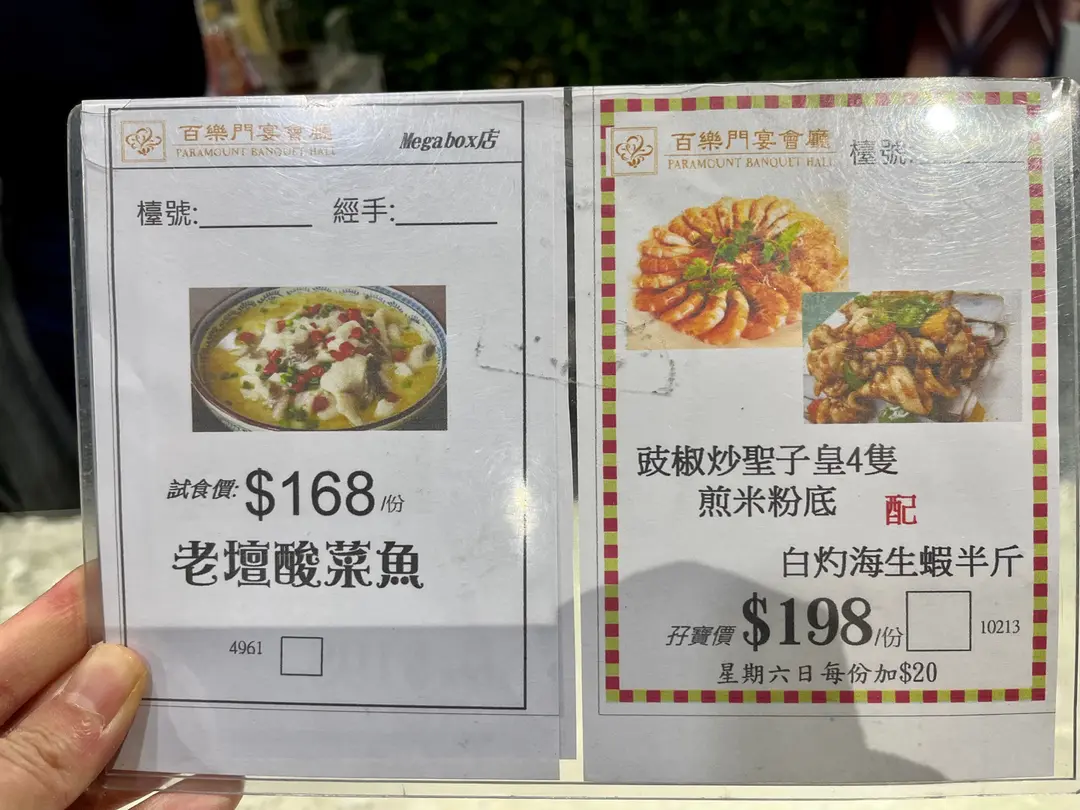 百樂門宴會廳
PARAMOUNT BANQUET HALL
Megabox店
檯號: 經手:
試食價: $168/份
老壇酸菜魚
4961
百樂門宴會廳
PARAMOUNT BANQUET HALL
檯號:
豉椒炒聖子皇4隻
煎米粉底
配
白灼海生蝦半斤
孖寶價 $198/份
10213
星期六日每份加$20